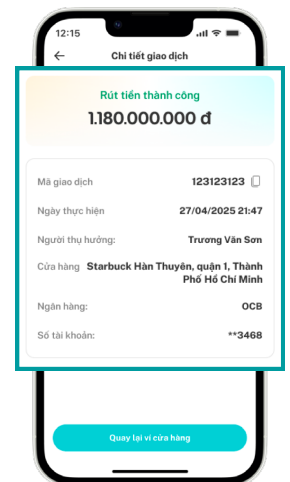 12:15
Chi tiết giao dịch
Rút tiền thành công
1.180.000.000 đ
Mã giao dịch 123123123
Ngày thực hiện 27/04/2025 21:47
Người thụ hưởng: Trương Văn Sơn
Cửa hàng Starbuck Hàn Thuyên, quận 1, Thành
Phố Hồ Chí Minh
Ngân hàng: OCB
Số tài khoản: **3468
Quay lại ví cửa hàng